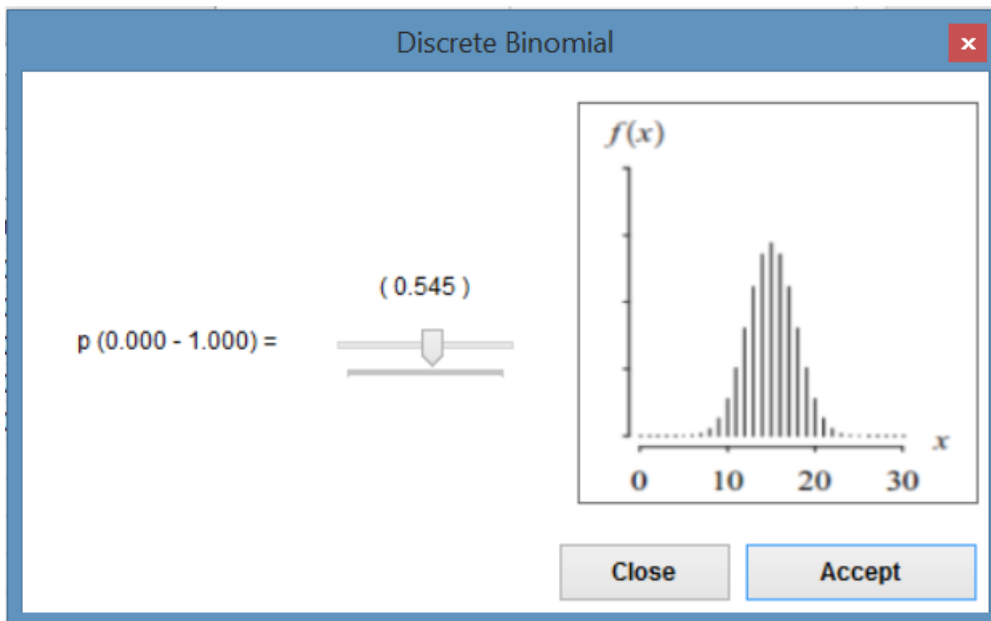 Discrete Binomial
x
( 0.545 )
p (0.000 - 1.000) =
f(x)
x
0 10 20 30
Close Accept